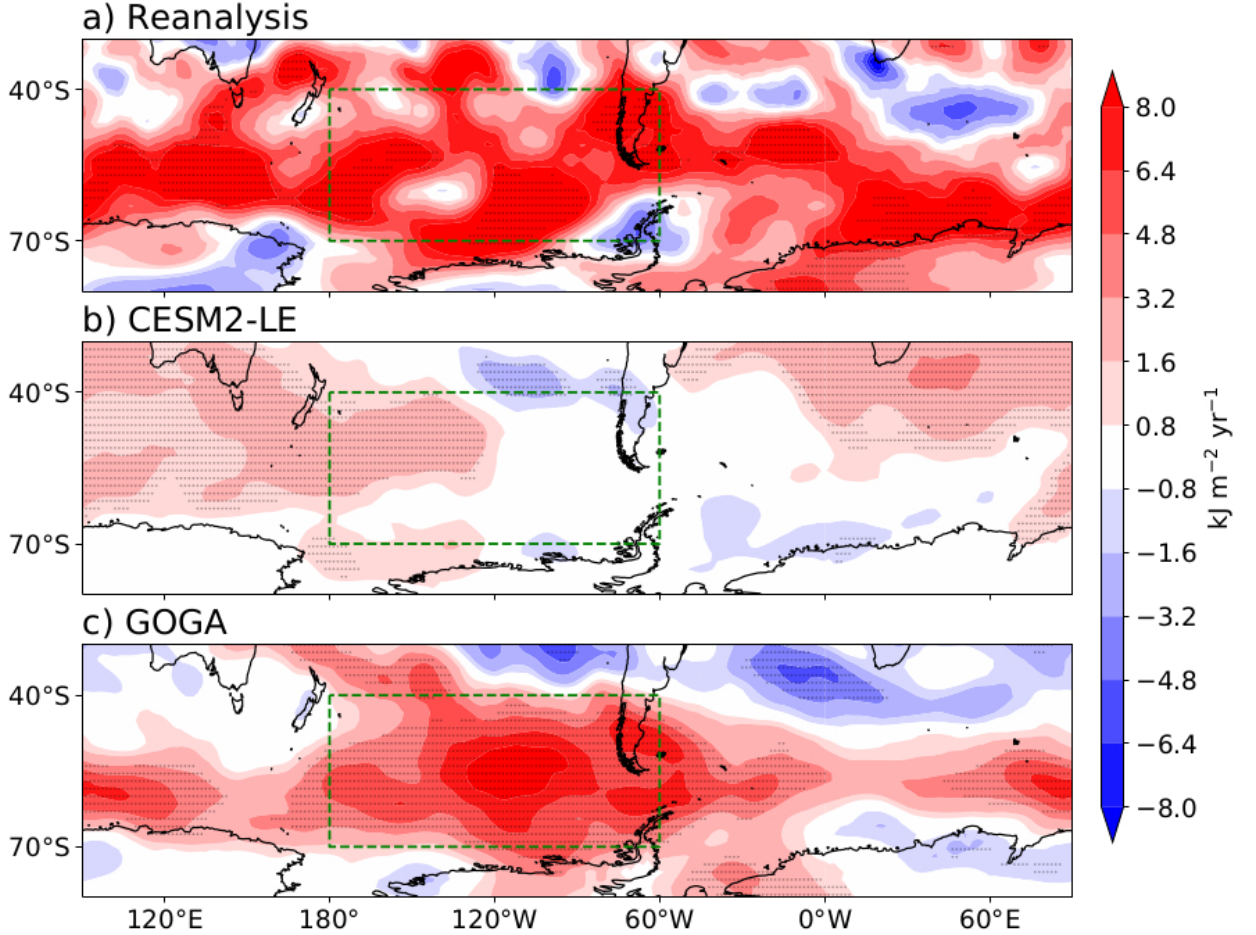 a) Reanalysis
40°S
70°S
b) CESM2-LE
40°S
70°S
c) GOGA
40°S
70°S
120°E 180° 120°W 60°W 0°W 60°E
8.0
6.4
4.8
3.2
1.6
0.8
−0.8
−1.6
−3.2
−4.8
−6.4
−8.0
kJ m⁻² yr⁻¹